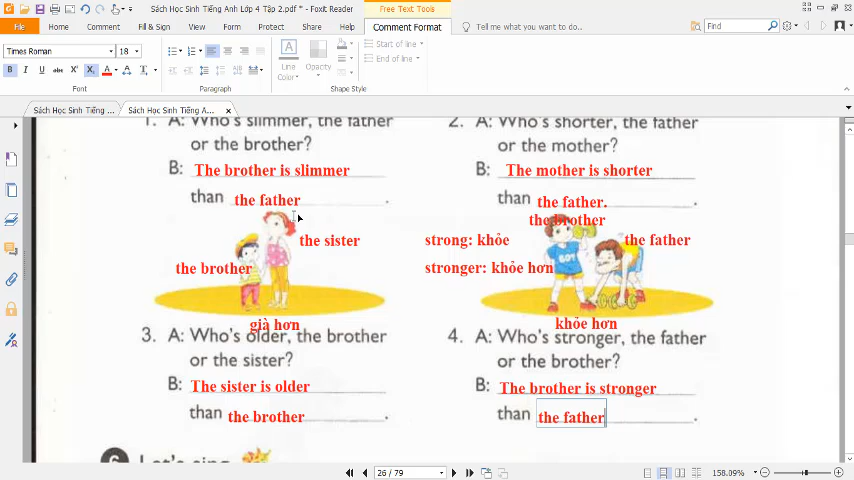 Sách Học Sinh Tiếng Anh Lớp 4 Tập 2.pdf * - Foxit Reader
Free Text Tools
File Home Comment Fill & Sign View Form Protect Share Help Comment Format
Tell me what you want to do...
Find
Times Roman
18
Start of line
End of line
Line Color
Opacity
Font Paragraph Shape Style
Sách Học Sinh Tiếng ...
Sách Học Sinh Tiếng A...
1. A: Who's slimmer, the father
or the brother?
B: The brother is slimmer
than the father .
2. A: Who's shorter, the father
or the mother?
B: The mother is shorter
than the father.
the sister
the brother
the brother
strong: khỏe
the father
stronger: khỏe hơn
BOY
già hơn
3. A: Who's older, the brother
or the sister?
B: The sister is older
than the brother .
khỏe hơn
4. A: Who's stronger, the father
or the brother?
B: The brother is stronger
than the father .
6 Let's sing
26 / 79
158.09%